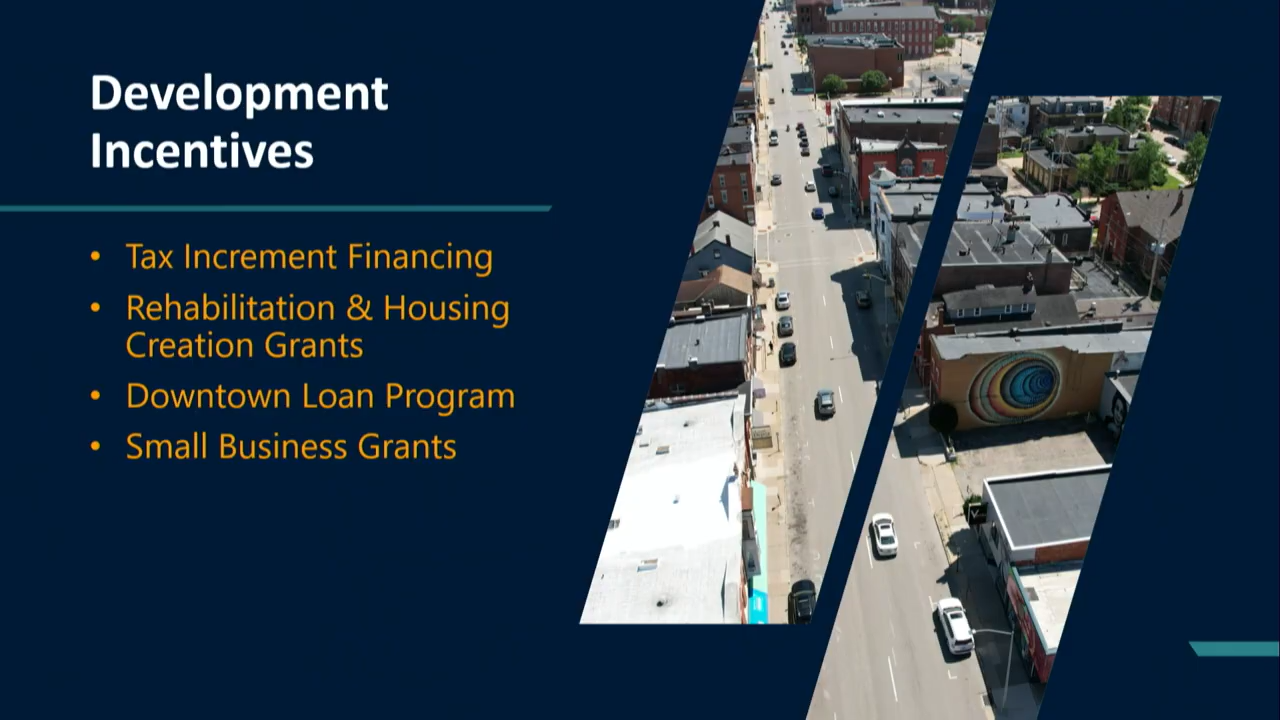 Development
Incentives
• Tax Increment Financing
• Rehabilitation & Housing
Creation Grants
• Downtown Loan Program
• Small Business Grants